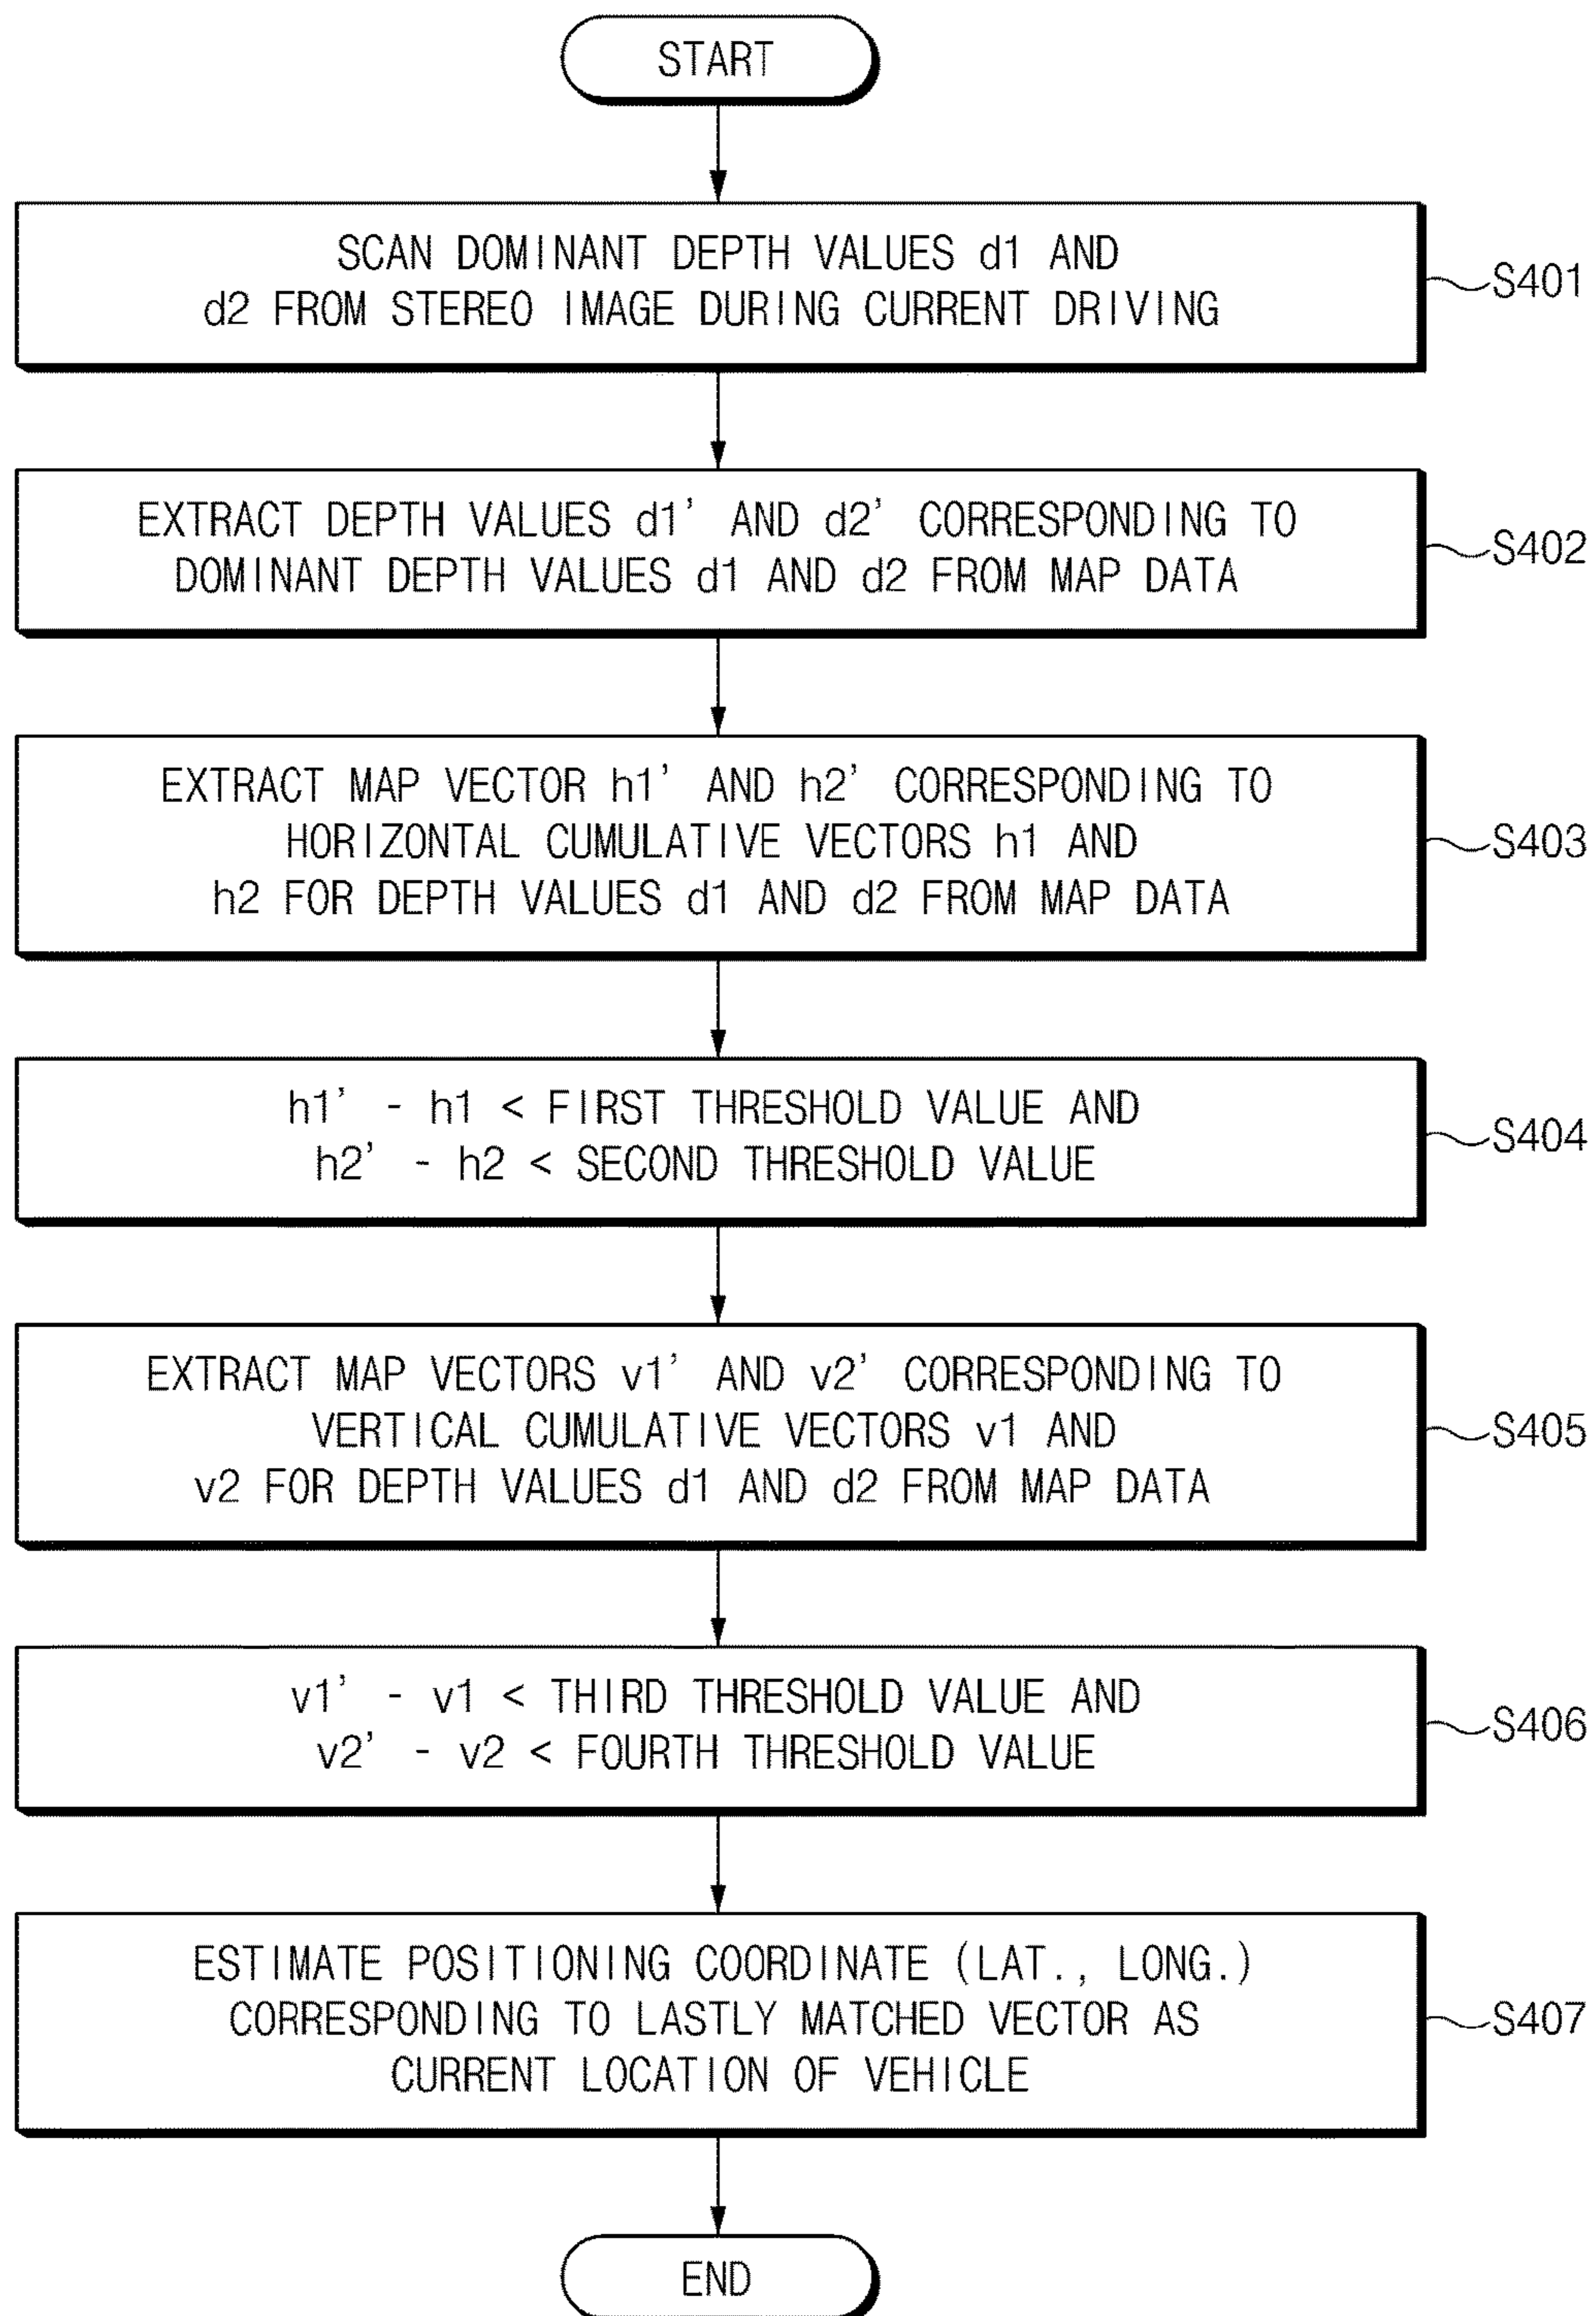 START
SCAN DOMINANT DEPTH VALUES d1 AND
d2 FROM STEREO IMAGE DURING CURRENT DRIVING
S401
EXTRACT DEPTH VALUES d1' AND d2' CORRESPONDING TO
DOMINANT DEPTH VALUES d1 AND d2 FROM MAP DATA
S402
EXTRACT MAP VECTOR h1' AND h2' CORRESPONDING TO
HORIZONTAL CUMULATIVE VECTORS h1 AND
h2 FOR DEPTH VALUES d1 AND d2 FROM MAP DATA
S403
h1' - h1 < FIRST THRESHOLD VALUE AND
h2' - h2 < SECOND THRESHOLD VALUE
S404
EXTRACT MAP VECTORS v1' AND v2' CORRESPONDING TO
VERTICAL CUMULATIVE VECTORS v1 AND
v2 FOR DEPTH VALUES d1 AND d2 FROM MAP DATA
S405
v1' - v1 < THIRD THRESHOLD VALUE AND
v2' - v2 < FOURTH THRESHOLD VALUE
S406
ESTIMATE POSITIONING COORDINATE (LAT., LONG.)
CORRESPONDING TO LASTLY MATCHED VECTOR AS
CURRENT LOCATION OF VEHICLE
S407
END